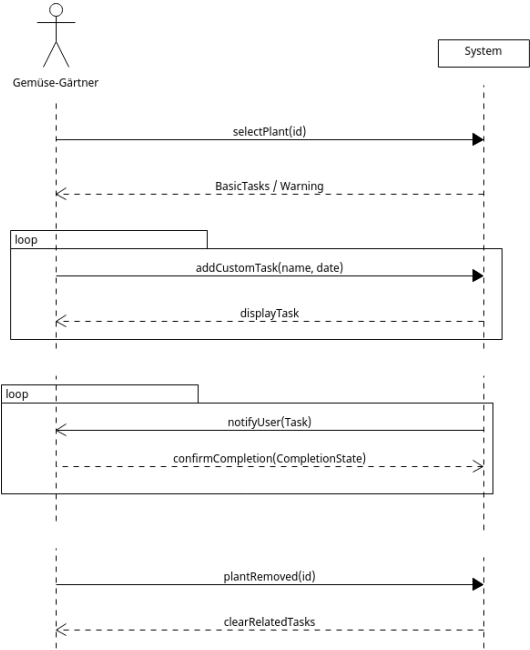 Gemüse-Gärtner
System
selectPlant(id)
BasicTasks / Warning
loop
addCustomTask(name, date)
displayTask
loop
notifyUser(Task)
confirmCompletion(CompletionState)
plantRemoved(id)
clearRelatedTasks